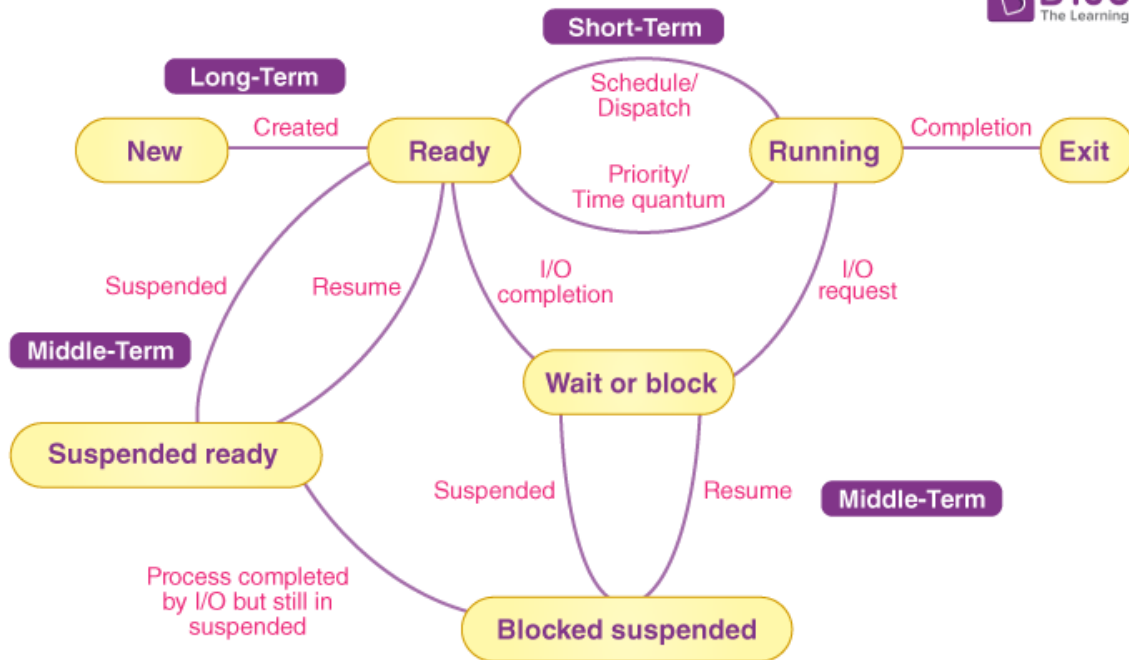 The Learning
Short-Term
Long-Term
Schedule/
Dispatch
Created
Completion
New
Ready
Running
Exit
Priority/
Time quantum
Suspended
Resume
I/O
completion
I/O
request
Middle-Term
Wait or block
Suspended ready
Suspended
Resume
Middle-Term
Process completed
by I/O but still in
suspended
Blocked suspended